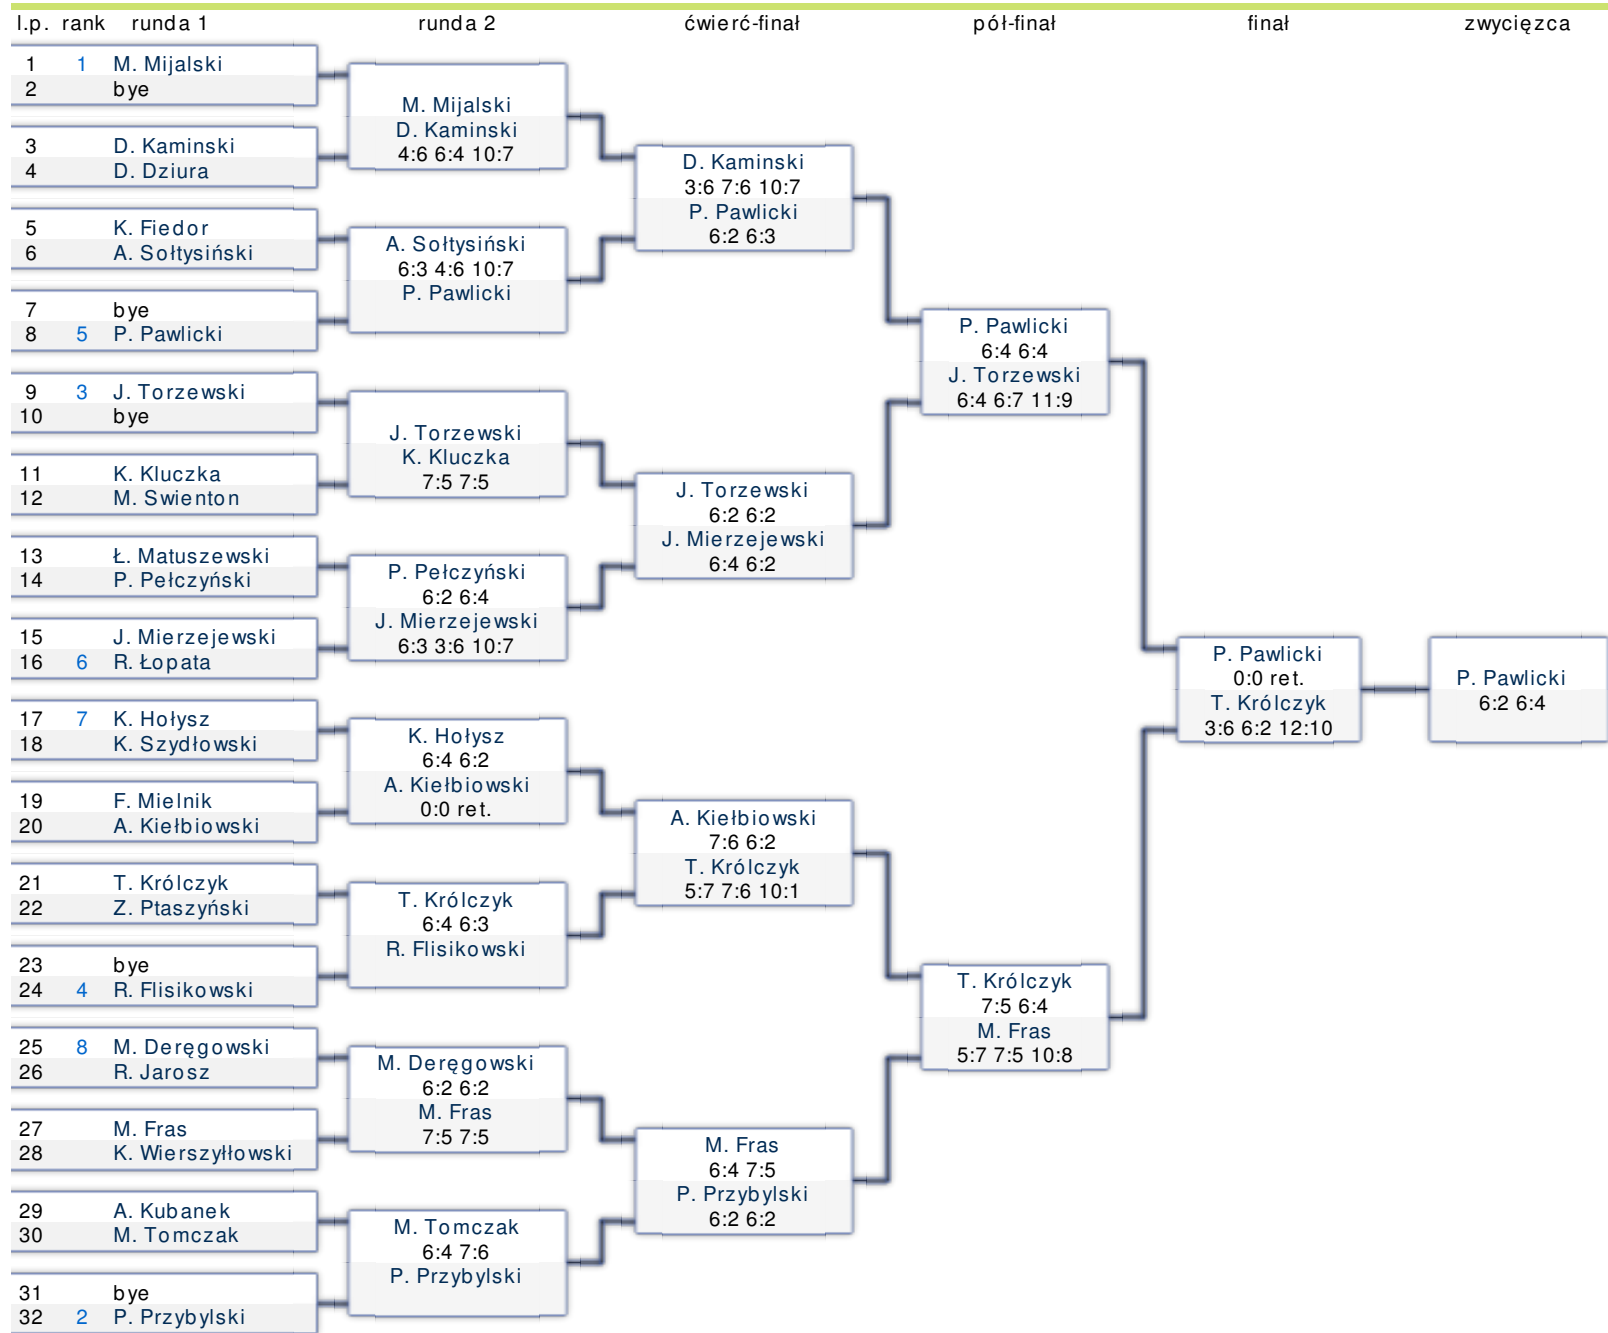 l.p. rank runda 1 runda 2 ćwierć-finał pół-finał finał zwycięzca
1 1 M. Mijalski
2 bye
3 D. Kaminski
4 D. Dziura
5 K. Fiedor
6 A. Sołtysiński
7 bye
8 5 P. Pawlicki
9 3 J. Torzewski
10 bye
11 K. Kluczka
12 M. Swienton
13 Ł. Matuszewski
14 P. Pełczyński
15 J. Mierzejewski
16 6 R. Łopata
17 7 K. Hołysz
18 K. Szydłowski
19 F. Mielnik
20 A. Kiełbiowski
21 T. Królczyk
22 Z. Ptaszyński
23 bye
24 4 R. Flisikowski
25 8 M. Deręgowski
26 R. Jarosz
27 M. Fras
28 K. Wierszyłłowski
29 A. Kubanek
30 M. Tomczak
31 bye
32 2 P. Przybylski
M. Mijalski
D. Kaminski
4:6 6:4 10:7
A. Sołtysiński
6:3 4:6 10:7
P. Pawlicki
J. Torzewski
K. Kluczka
7:5 7:5
P. Pełczyński
6:2 6:4
J. Mierzejewski
6:3 3:6 10:7
K. Hołysz
6:4 6:2
A. Kiełbiowski
0:0 ret.
T. Królczyk
6:4 6:3
R. Flisikowski
M. Deręgowski
6:2 6:2
M. Fras
7:5 7:5
M. Tomczak
6:4 7:6
P. Przybylski
D. Kaminski
3:6 7:6 10:7
P. Pawlicki
6:2 6:3
J. Torzewski
6:2 6:2
J. Mierzejewski
6:4 6:2
A. Kiełbiowski
7:6 6:2
T. Królczyk
5:7 7:6 10:1
M. Fras
6:4 7:5
P. Przybylski
6:2 6:2
P. Pawlicki
6:4 6:4
J. Torzewski
6:4 6:7 11:9
T. Królczyk
7:5 6:4
M. Fras
5:7 7:5 10:8
P. Pawlicki
0:0 ret.
T. Królczyk
3:6 6:2 12:10
P. Pawlicki
6:2 6:4